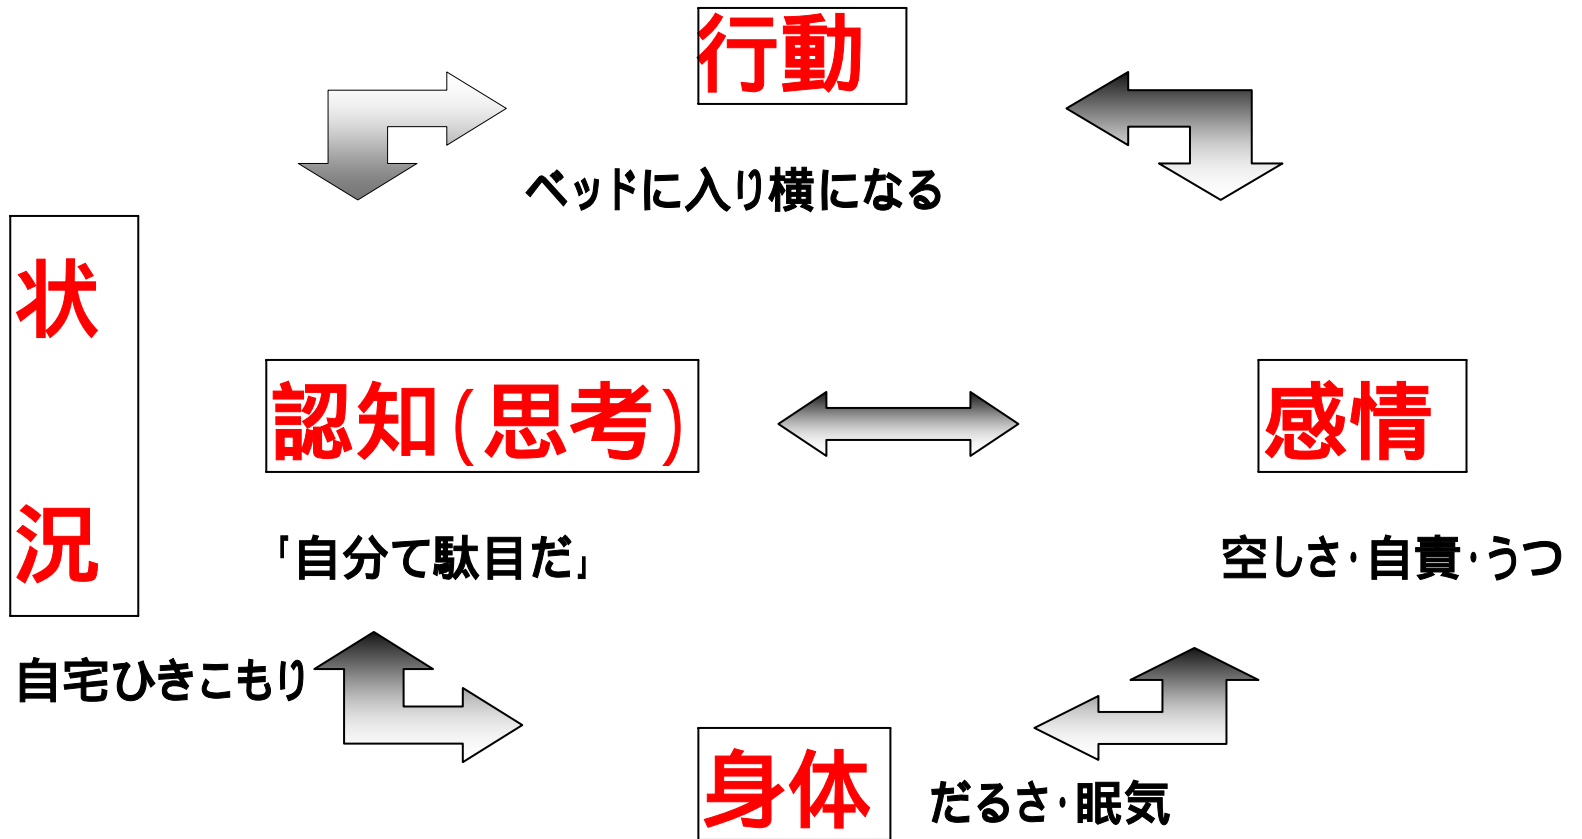 行動
ベッドに入り横になる
状
況
認知(思考)
感情
「自分て駄目だ」
空しさ・自責・うつ
自宅ひきこもり
身体
だるさ・眠気